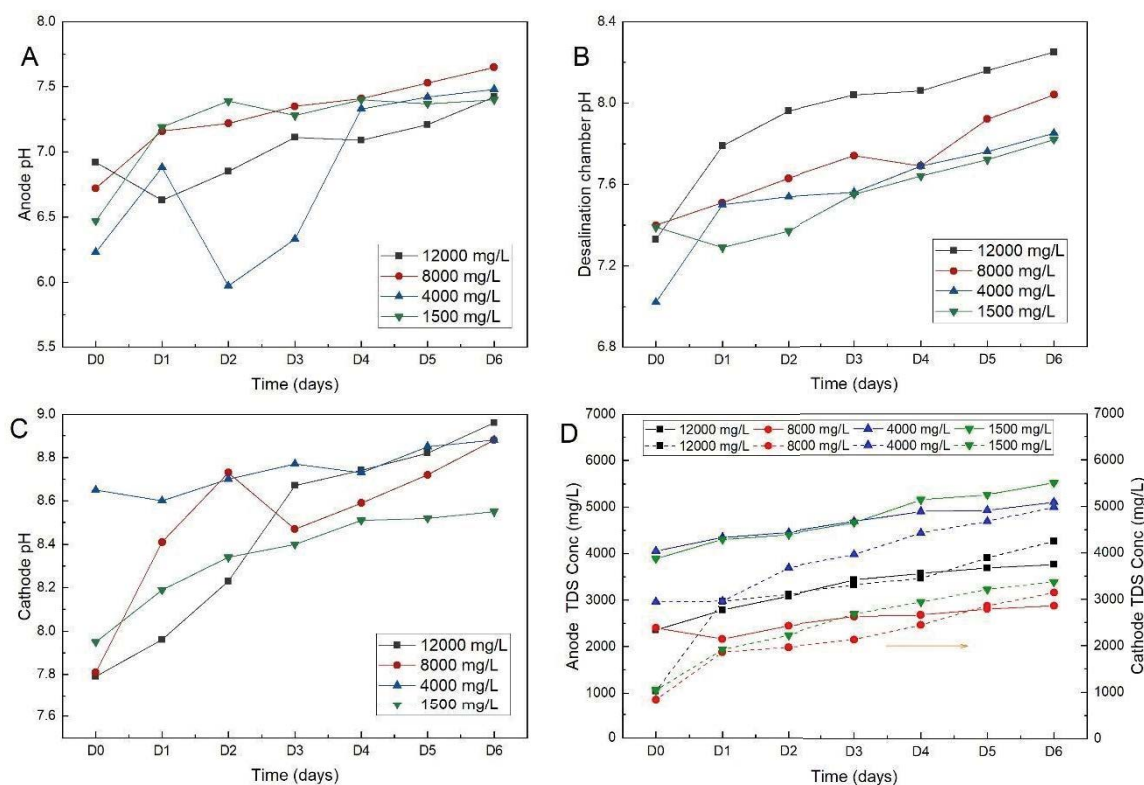 A
8.0
7.5
7.0
6.5
6.0
5.5
Anode pH
12000 mg/L
8000 mg/L
4000 mg/L
1500 mg/L
D0 D1 D2 D3 D4 D5 D6
Time (days)
B
8.4
8.0
7.6
7.2
6.8
Desalination chamber pH
12000 mg/L
8000 mg/L
4000 mg/L
1500 mg/L
D0 D1 D2 D3 D4 D5 D6
Time (days)
C
9.0
8.8
8.6
8.4
8.2
8.0
7.8
7.6
Cathode pH
12000 mg/L
8000 mg/L
4000 mg/L
1500 mg/L
D0 D1 D2 D3 D4 D5 D6
Time (days)
D
7000
6000
5000
4000
3000
2000
1000
0
Anode TDS Conc (mg/L)
12000 mg/L 8000 mg/L 4000 mg/L 1500 mg/L
12000 mg/L 8000 mg/L 4000 mg/L 1500 mg/L
7000
6000
5000
4000
3000
2000
1000
0
Cathode TDS Conc (mg/L)
D0 D1 D2 D3 D4 D5 D6
Time (days)